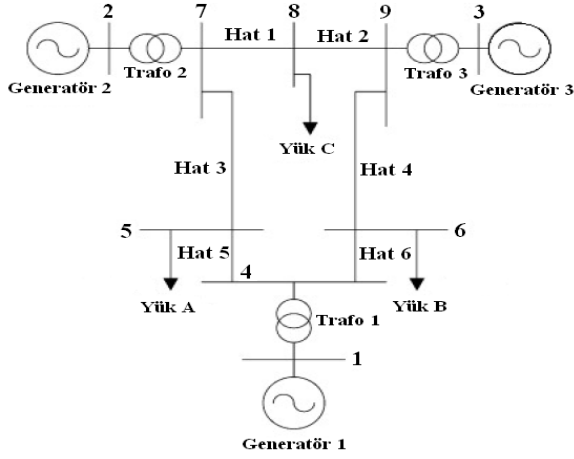 2
7
8
9
3
Hat 1
Hat 2
Trafo 2
Trafo 3
Generatör 2
Generatör 3
Yük C
Hat 3
Hat 4
5
6
Hat 5
Hat 6
4
Yük A
Yük B
Trafo 1
1
Generatör 1